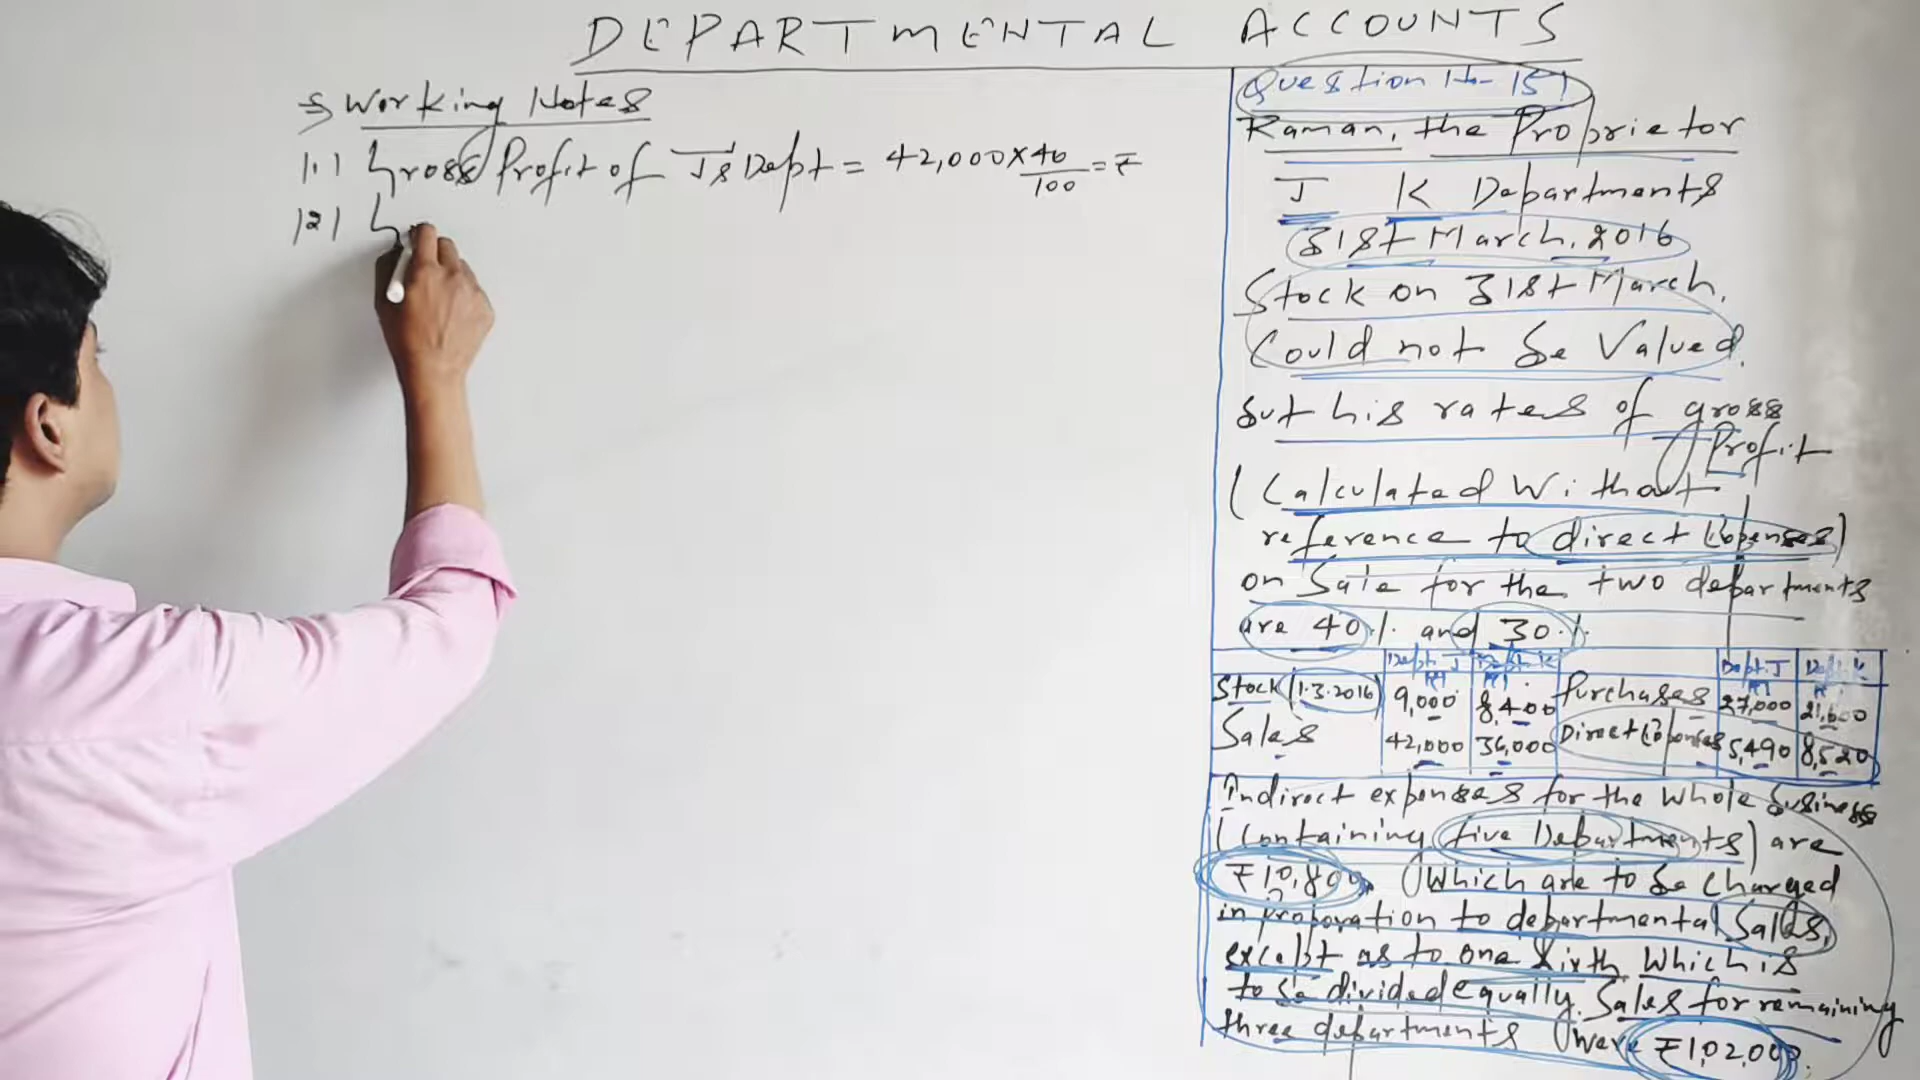 DEPARTMENTAL ACCOUNTS
→ Working Notes
|1.| Gross Profit of J's Dept = 42,000 × 40/100 = ₹
|2| G
Question No- 151
Raman, the Proprietor
J K Departments
31st March, 2016
Stock on 31st March,
Could not be Valued.
but his rates of gross
Profit
(Calculated Without
reference to direct Expenses)
on Sale for the two departments
are 40% and 30%.
Dept. J Dept. K Dept. J Dept. K
Stock (1.3.2016) 9,000 8,400 Purchases 27,000 21,600
Sales 42,000 36,000 Direct Expenses 5,490 8,520
Indirect expenses for the whole business
(Containing five Departments) are
₹10,800, Which are to be charged
in proporation to departmental Sales,
except as to one Sixth Which is
to be divided equally. Sales for remaining
three departments Were ₹1,02,000.